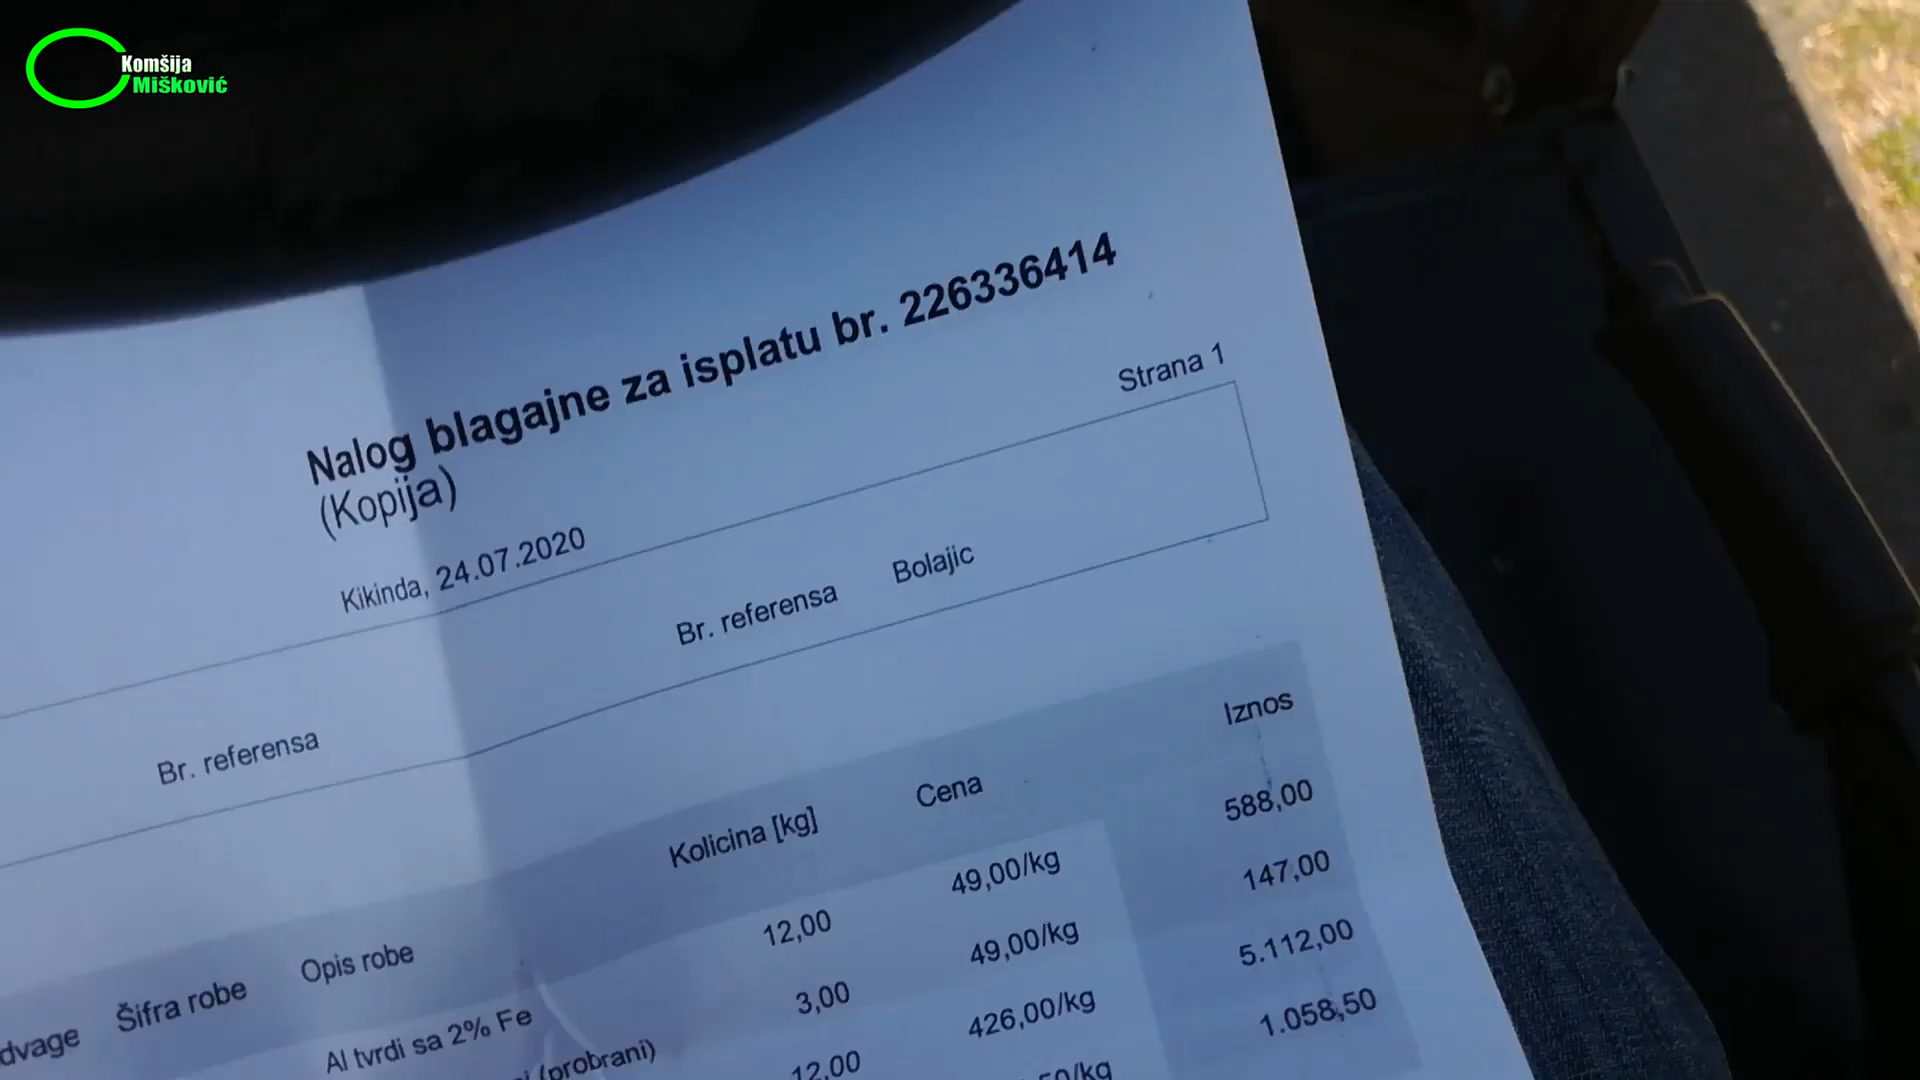 Komšija
Mišković
Nalog blagajne za isplatu br. 226336414
(Kopija)
Strana 1
Kikinda, 24.07.2020
Br. referensa Br. referensa Bolajic
Šifra robe Opis robe Kolicina [kg] Cena Iznos
Al tvrdi sa 2% Fe 12,00 49,00/kg 588,00
(probrani) 3,00 49,00/kg 147,00
12,00 426,00/kg 5.112,00
1.058,50